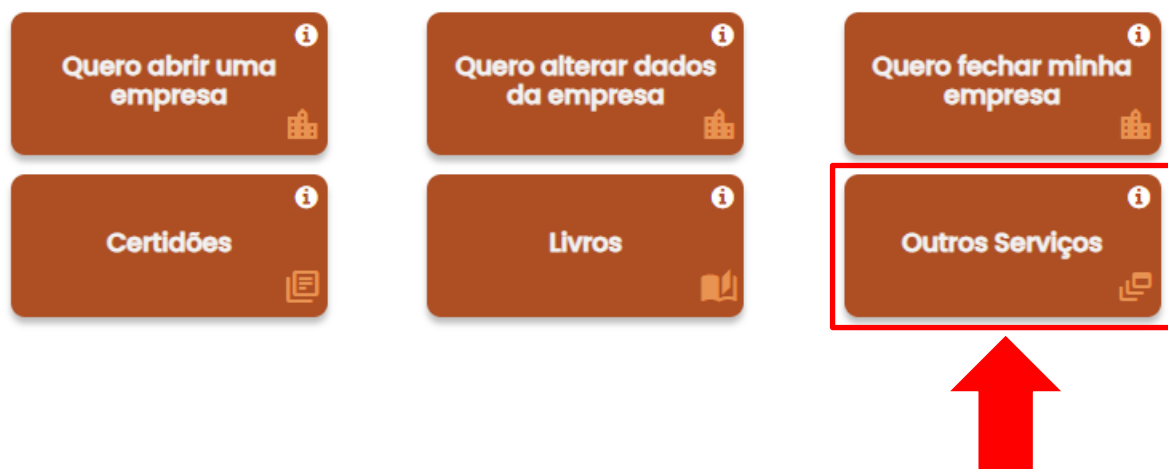 Quero abrir uma
empresa
Quero alterar dados
da empresa
Quero fechar minha
empresa
Certidões
Livros
Outros Serviços